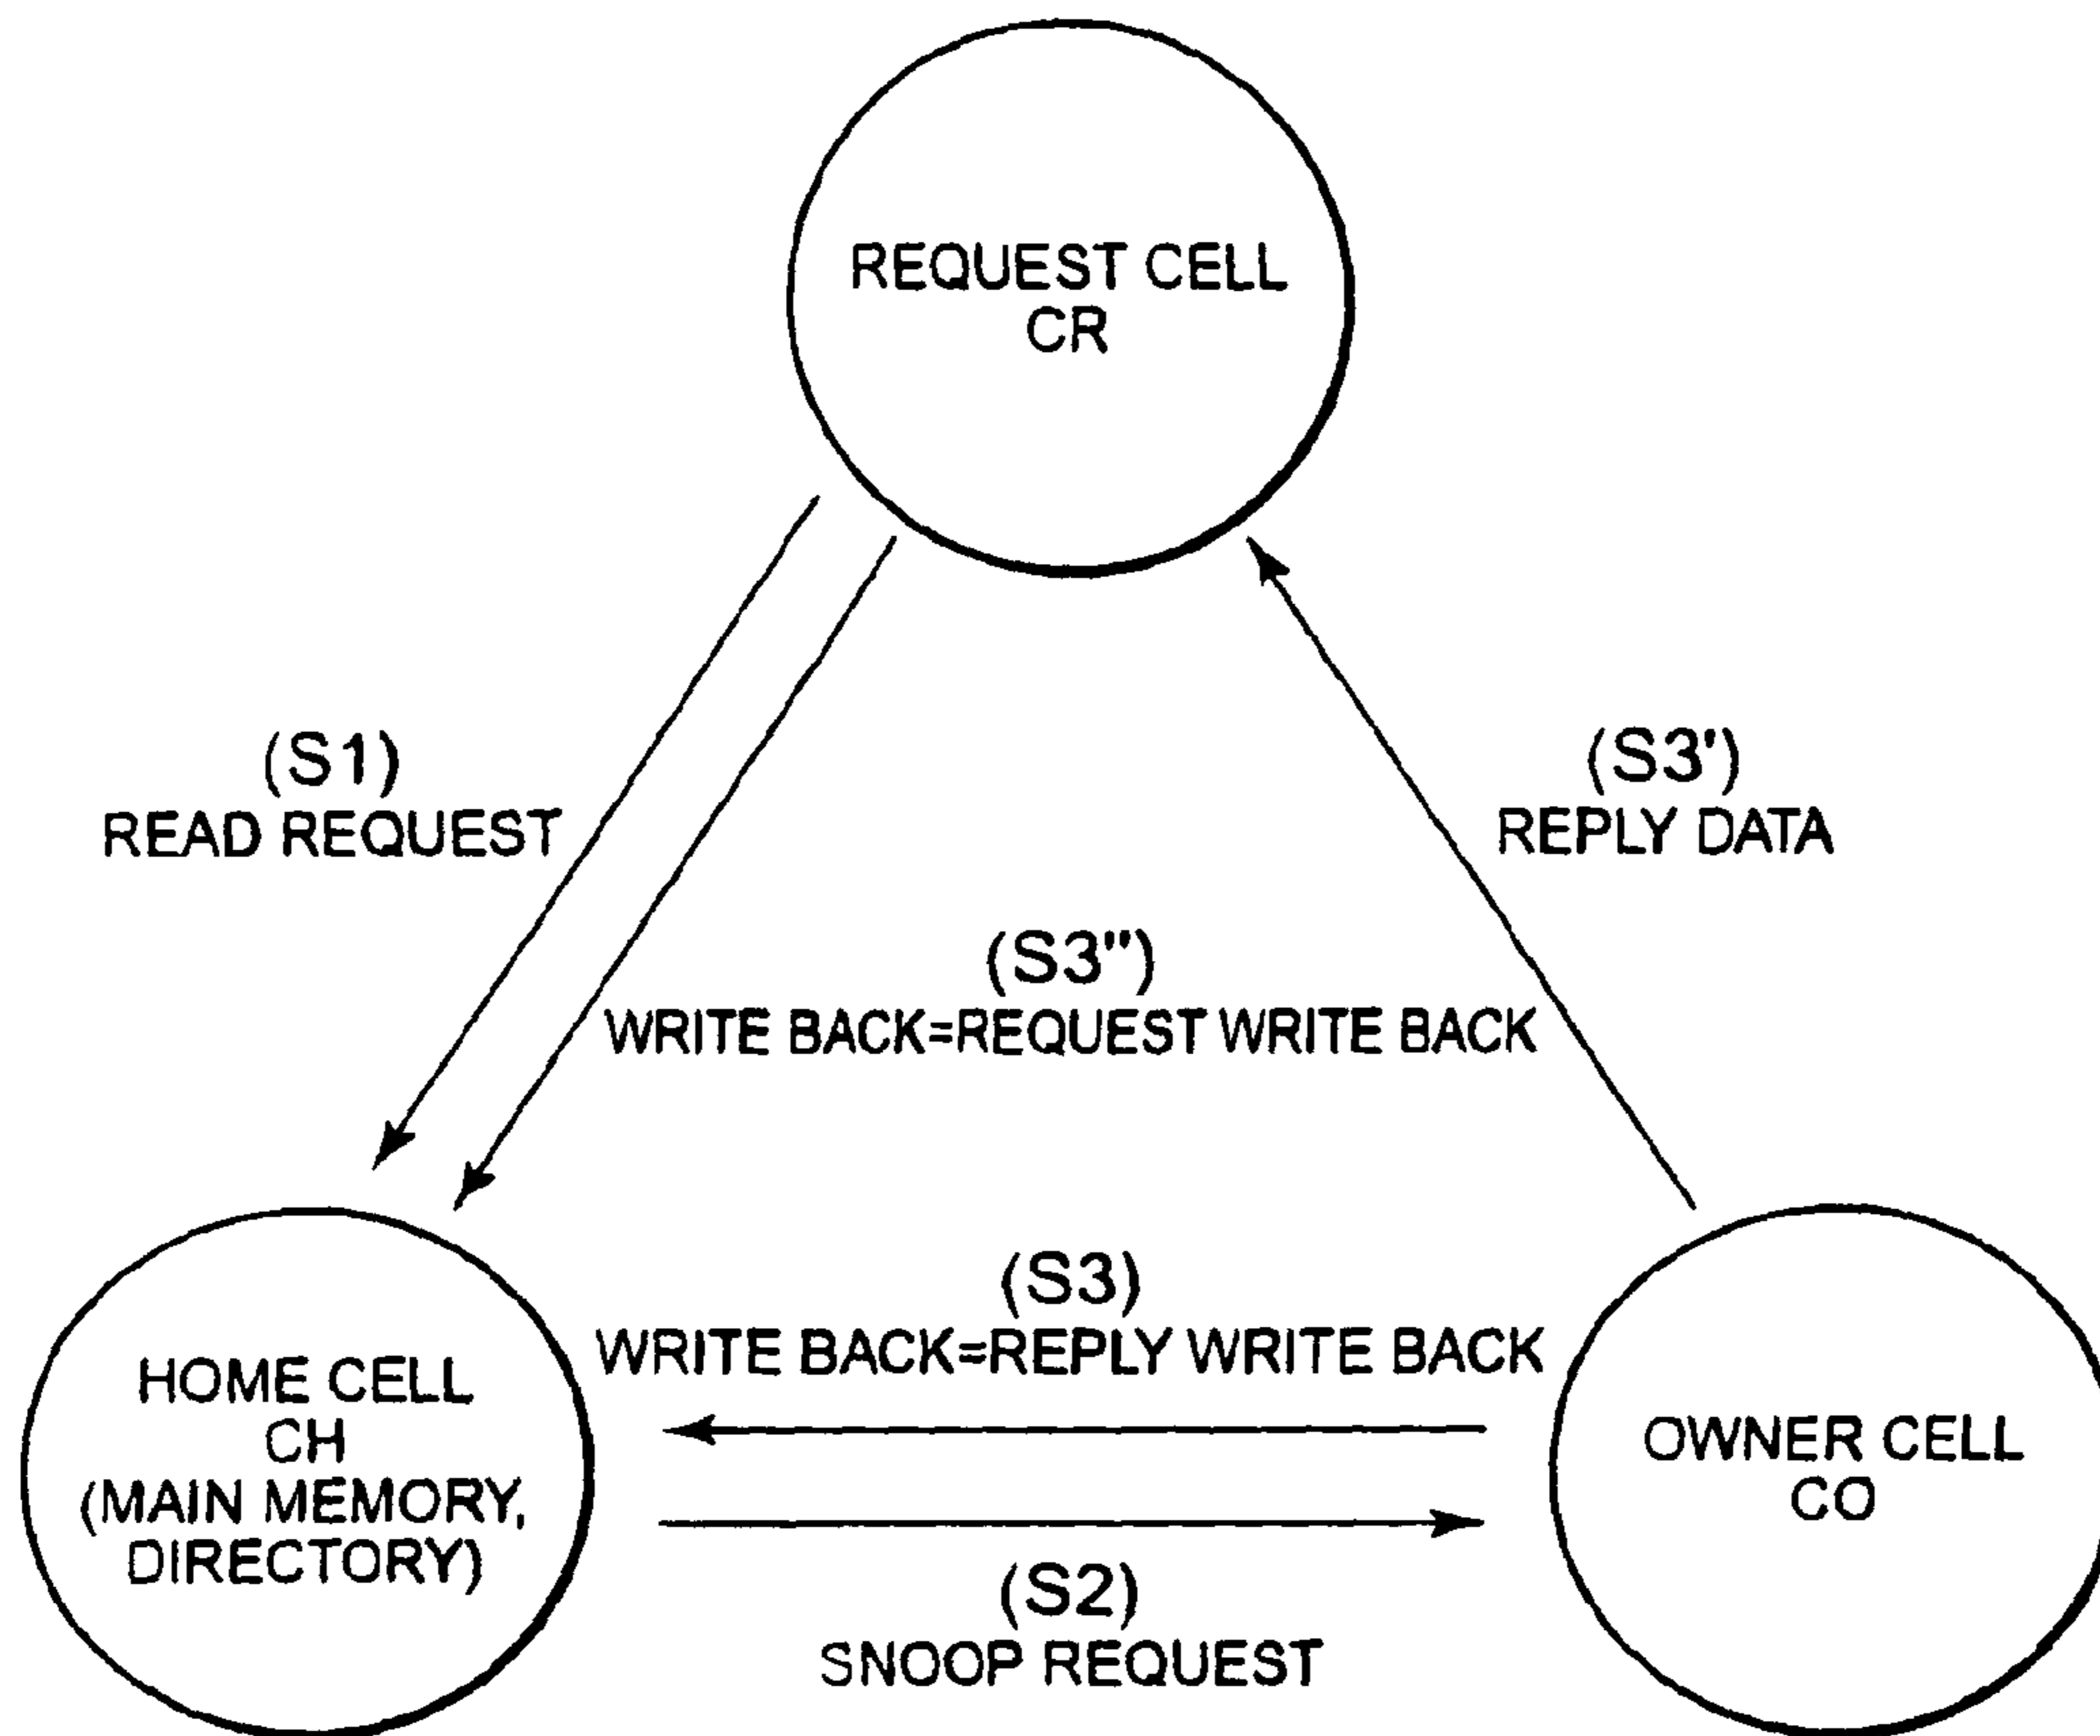 REQUEST CELL
CR
(S1)
READ REQUEST
(S3')
REPLY DATA
(S3")
WRITE BACK=REQUEST WRITE BACK
(S3)
WRITE BACK=REPLY WRITE BACK
HOME CELL
CH
(MAIN MEMORY,
DIRECTORY)
OWNER CELL
CO
(S2)
SNOOP REQUEST